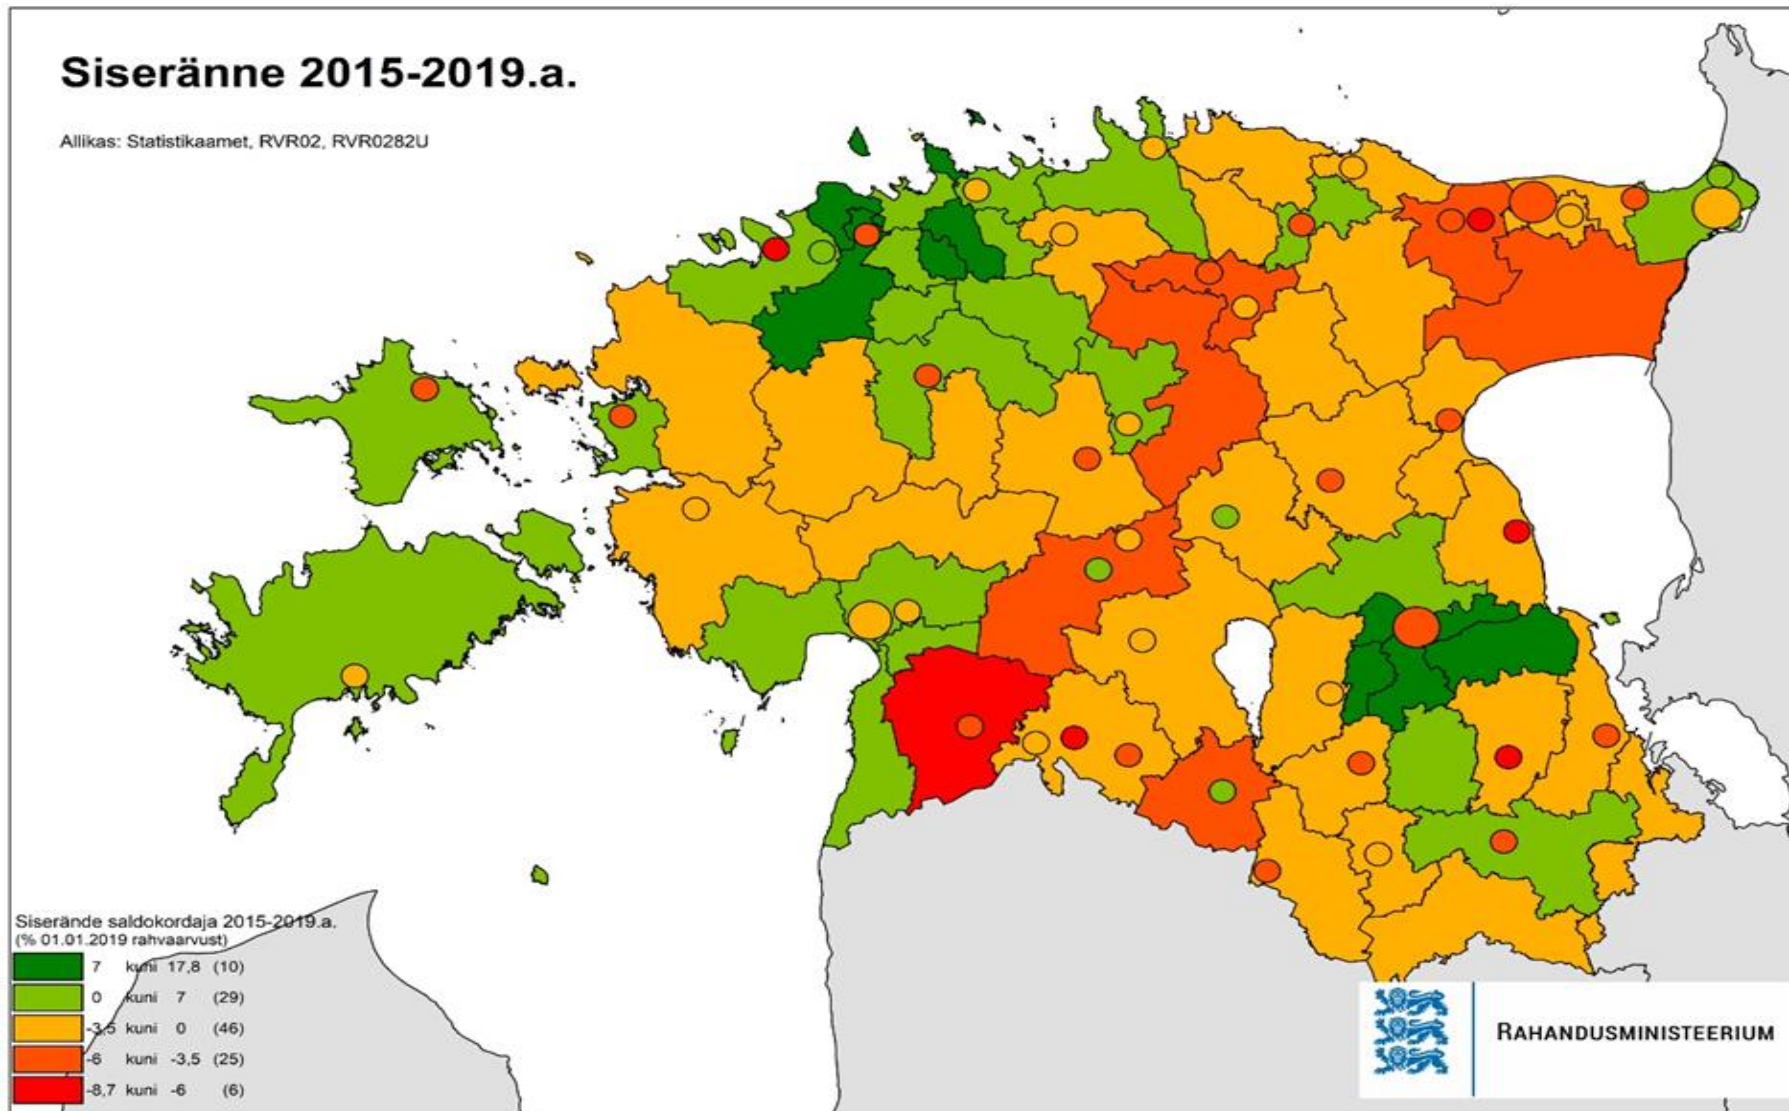 Siseränne 2015-2019.a.
Allikas: Statistikaamet, RVR02, RVR0282U
Siserände saldokordaja 2015-2019.a.
(% 01.01.2019 rahvaarvust)
7 kuni 17,8 (10)
0 kuni 7 (29)
-3,5 kuni 0 (46)
-6 kuni -3,5 (25)
-8,7 kuni -6 (6)
RAHANDUSMINISTEERIUM